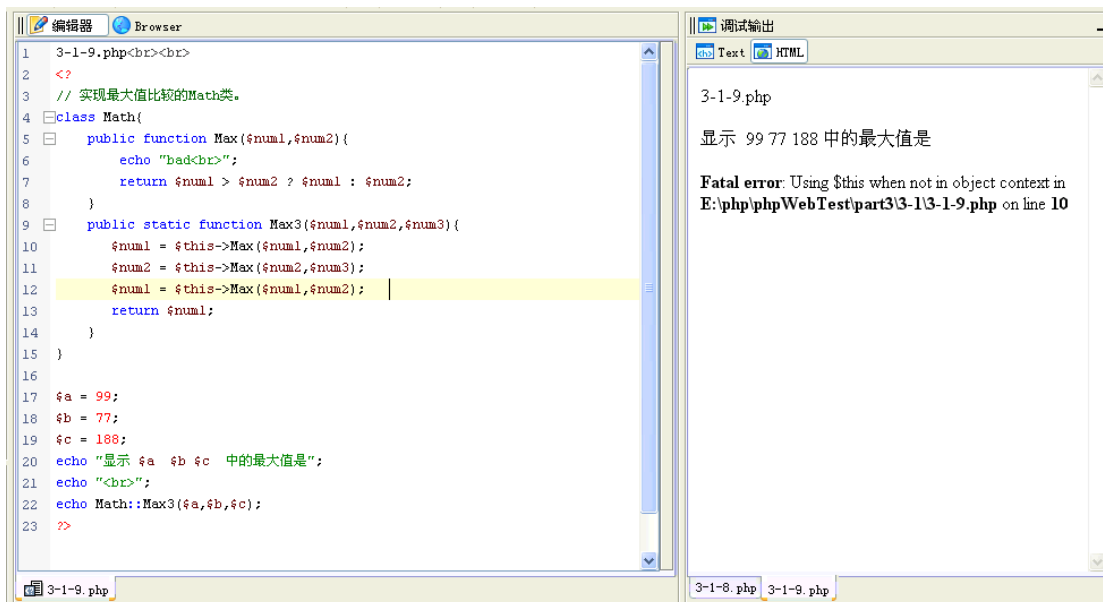 编辑器 Browser
1 3-1-9.php<br><br>
2 <?
3 // 实现最大值比较的Math类。
4 class Math{
5 public function Max($num1,$num2){
6 echo "bad<br>";
7 return $num1 > $num2 ? $num1 : $num2;
8 }
9 public static function Max3($num1,$num2,$num3){
10 $num1 = $this->Max($num1,$num2);
11 $num2 = $this->Max($num2,$num3);
12 $num1 = $this->Max($num1,$num2);
13 return $num1;
14 }
15 }
16
17 $a = 99;
18 $b = 77;
19 $c = 188;
20 echo "显示 $a $b $c 中的最大值是";
21 echo "<br>";
22 echo Math::Max3($a,$b,$c);
23 ?>
3-1-9.php
调试输出
<h> Text HTML
3-1-9.php
显示 99 77 188 中的最大值是
Fatal error: Using $this when not in object context in
E:\php\phpWebTest\part3\3-1\3-1-9.php on line 10
3-1-8.php 3-1-9.php